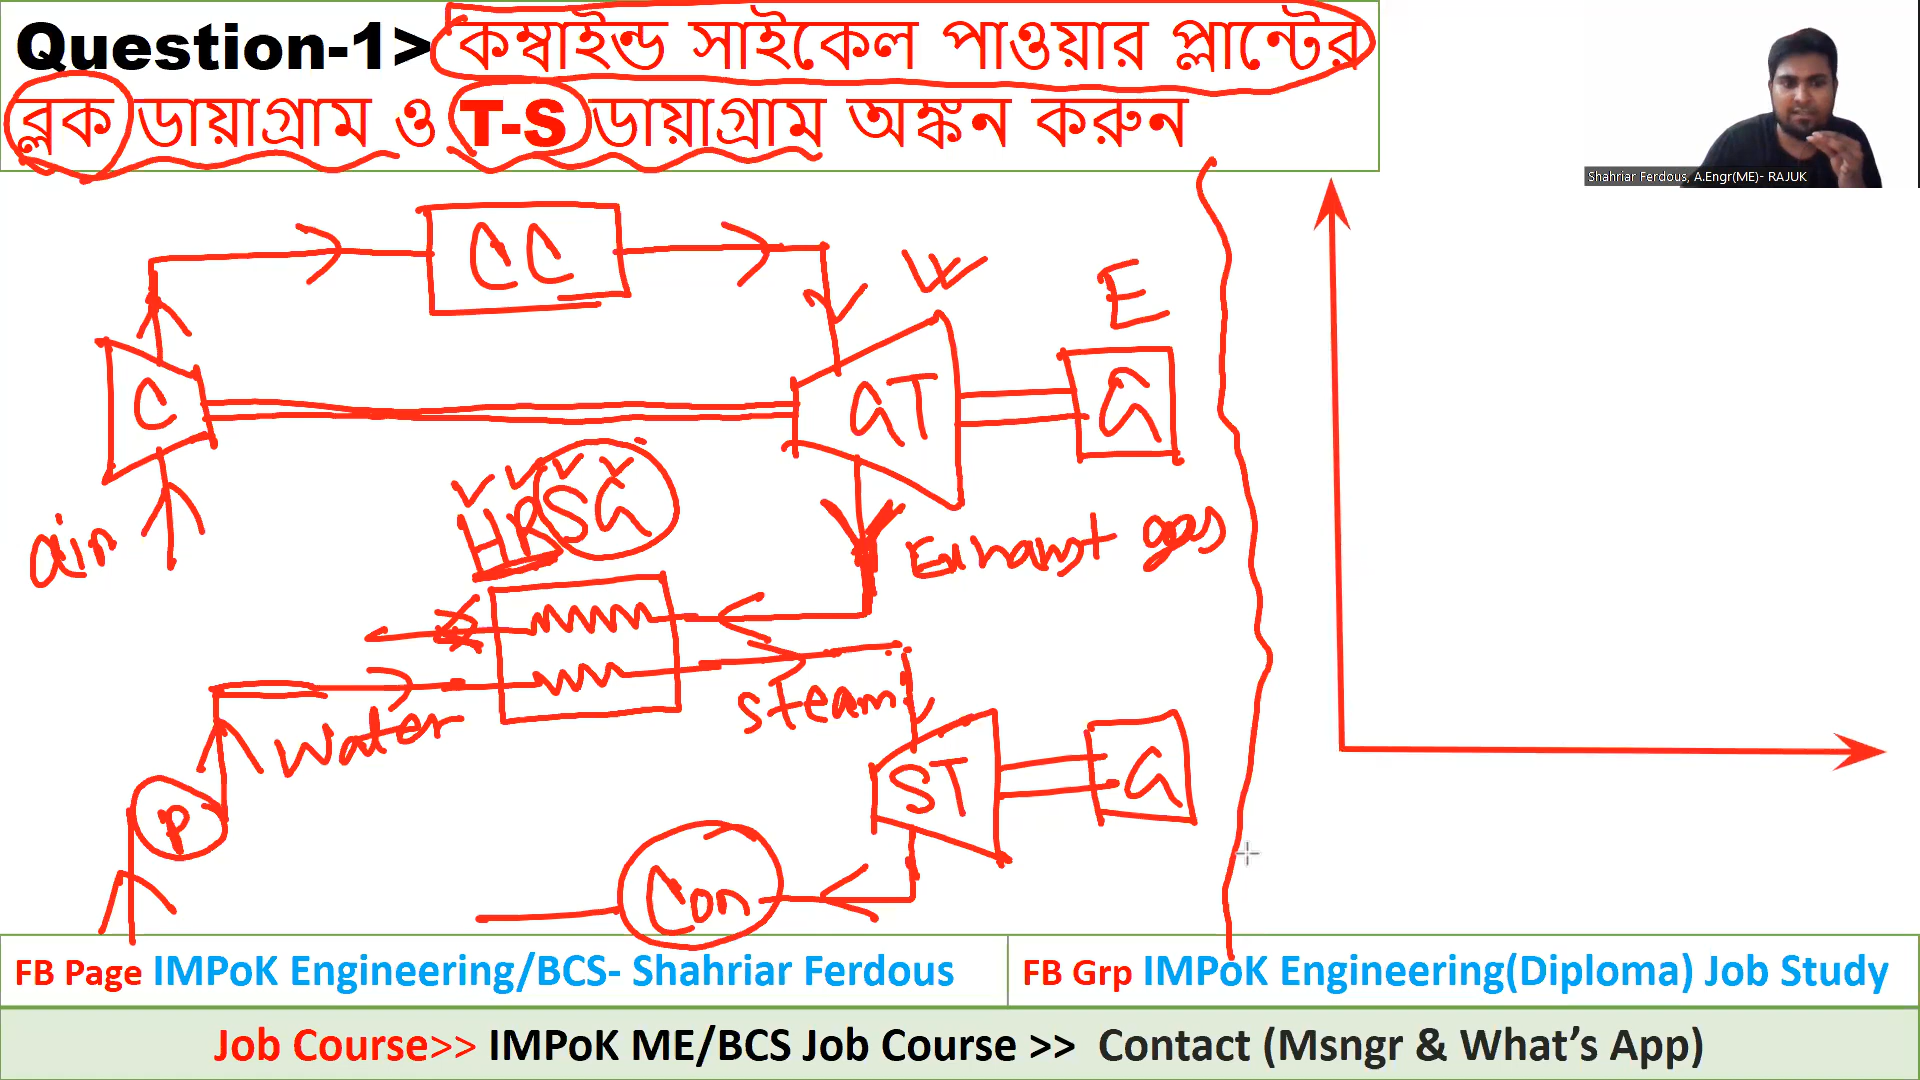 Question-1> কম্বাইন্ড সাইকেল পাওয়ার প্লান্টের
ব্লক ডায়াগ্রাম ও T-S ডায়াগ্রাম অঙ্কন করুন
Shahriar Ferdous, A.Engr(ME)- RAJUK
CC
W
E
C
GT
G
HRSG
air
Exhaust gas
steam
water
P
ST
G
Con
FB Page IMPoK Engineering/BCS- Shahriar Ferdous
FB Grp IMPoK Engineering(Diploma) Job Study
Job Course>> IMPoK ME/BCS Job Course >> Contact (Msngr & What's App)